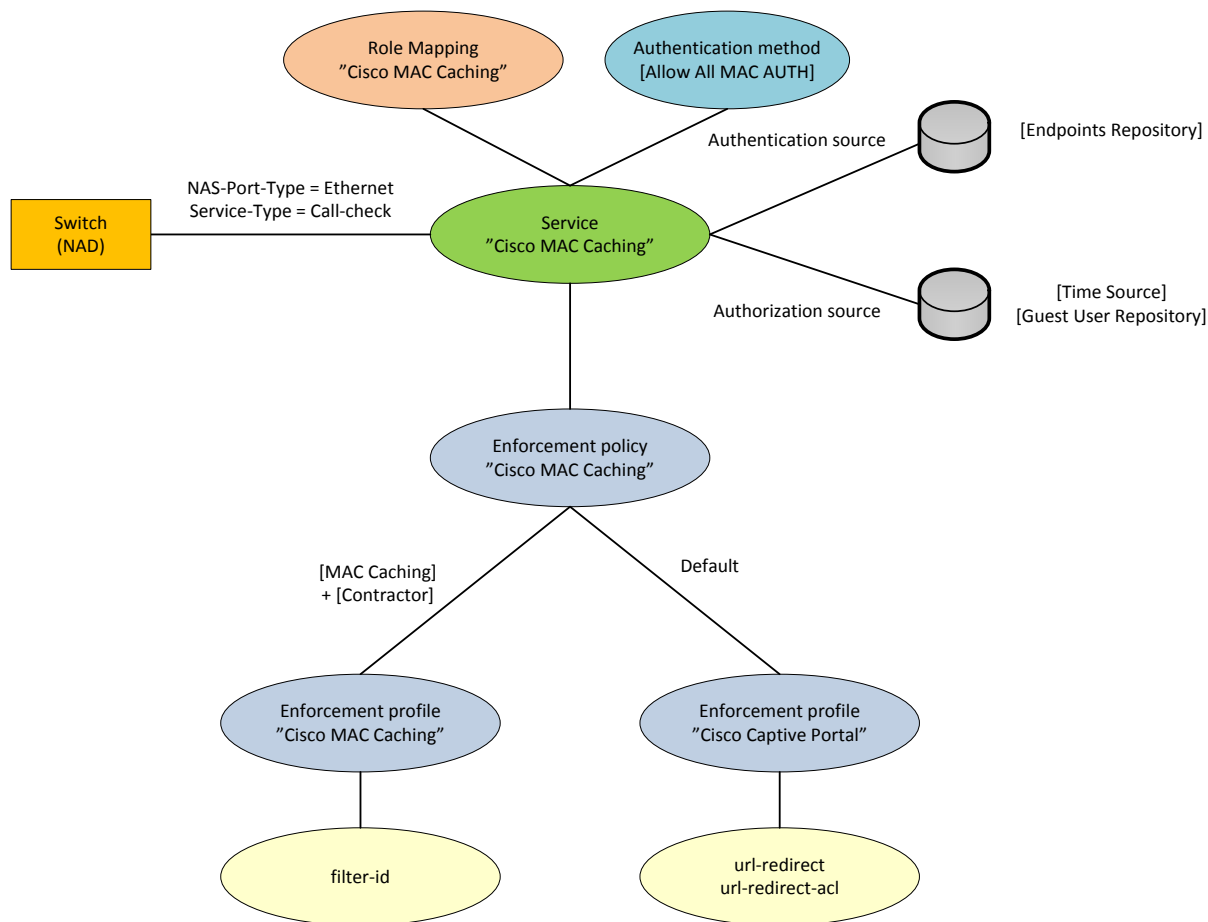 Role Mapping
”Cisco MAC Caching”
Authentication method
[Allow All MAC AUTH]
Authentication source
[Endpoints Repository]
NAS-Port-Type = Ethernet
Service-Type = Call-check
Switch
(NAD)
Service
”Cisco MAC Caching”
Authorization source
[Time Source]
[Guest User Repository]
Enforcement policy
”Cisco MAC Caching”
[MAC Caching]
+ [Contractor]
Default
Enforcement profile
”Cisco MAC Caching”
Enforcement profile
”Cisco Captive Portal”
filter-id
url-redirect
url-redirect-acl